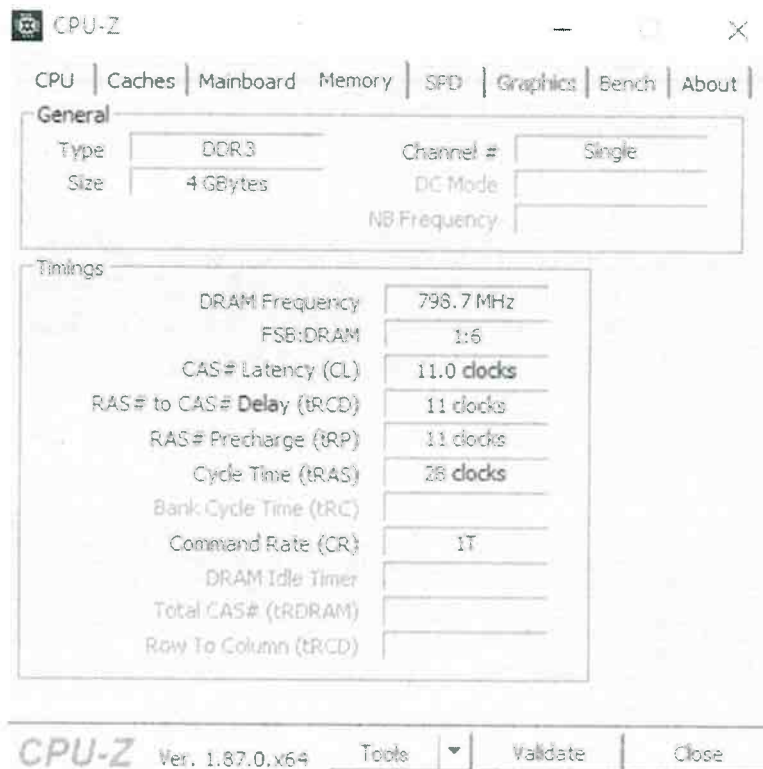 CPU-Z
CPU Caches Mainboard Memory SPD Graphics Bench About
General
Type DDR3 Channel # Single
Size 4 GBytes DC Mode
NB Frequency
Timings
DRAM Frequency 798.7 MHz
FSB:DRAM 1:6
CAS# Latency (CL) 11.0 clocks
RAS# to CAS# Delay (tRCD) 11 clocks
RAS# Precharge (tRP) 11 clocks
Cycle Time (tRAS) 28 clocks
Bank Cycle Time (tRC)
Command Rate (CR) 1T
DRAM Idle Timer
Total CAS# (tRDRAM)
Row To Column (tRCD)
CPU-Z Ver. 1.87.0.x64 Tools Validate Close